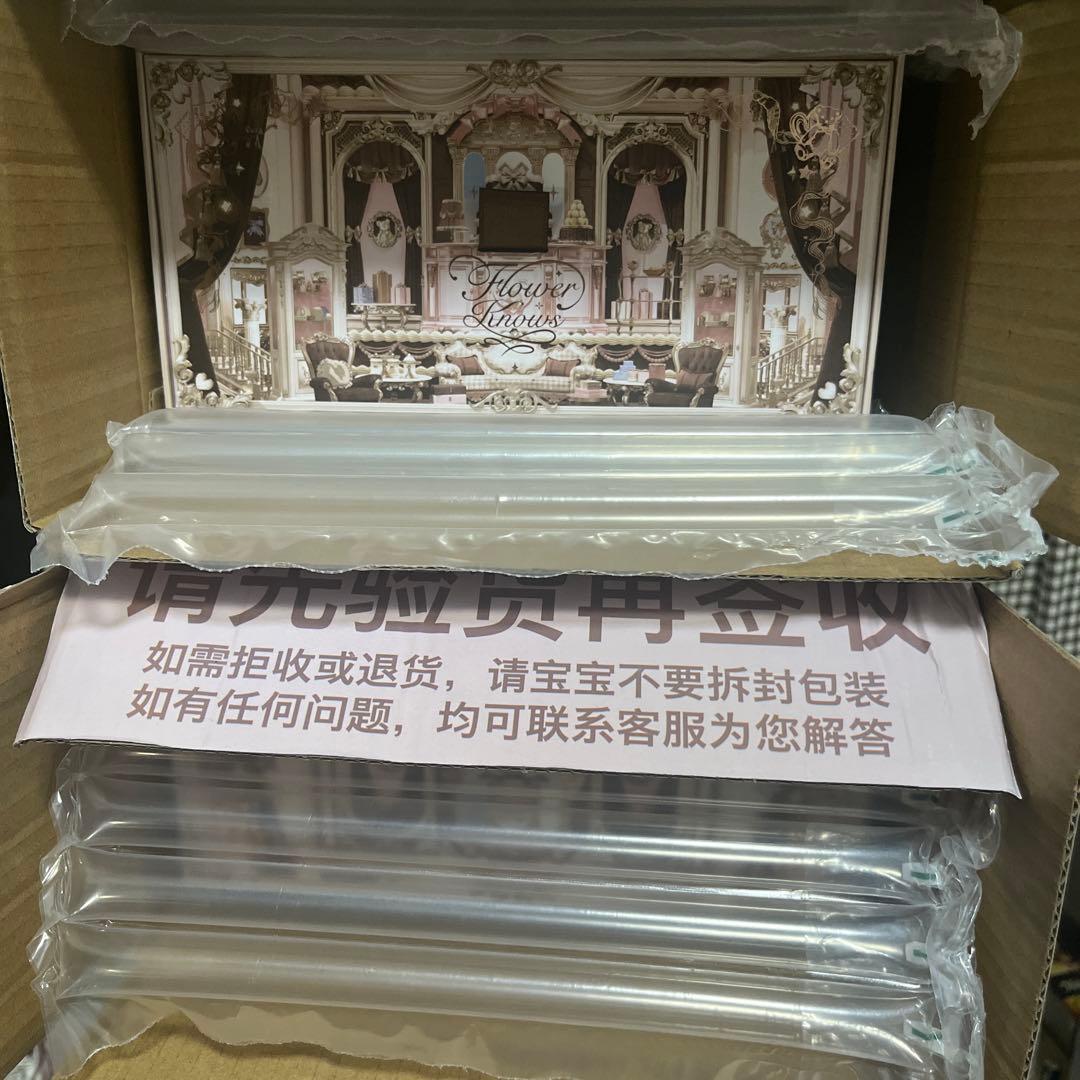 Flower
Knows
请先验货再签收
如需拒收或退货，请宝宝不要拆封包装
如有任何问题，均可联系客服为您解答